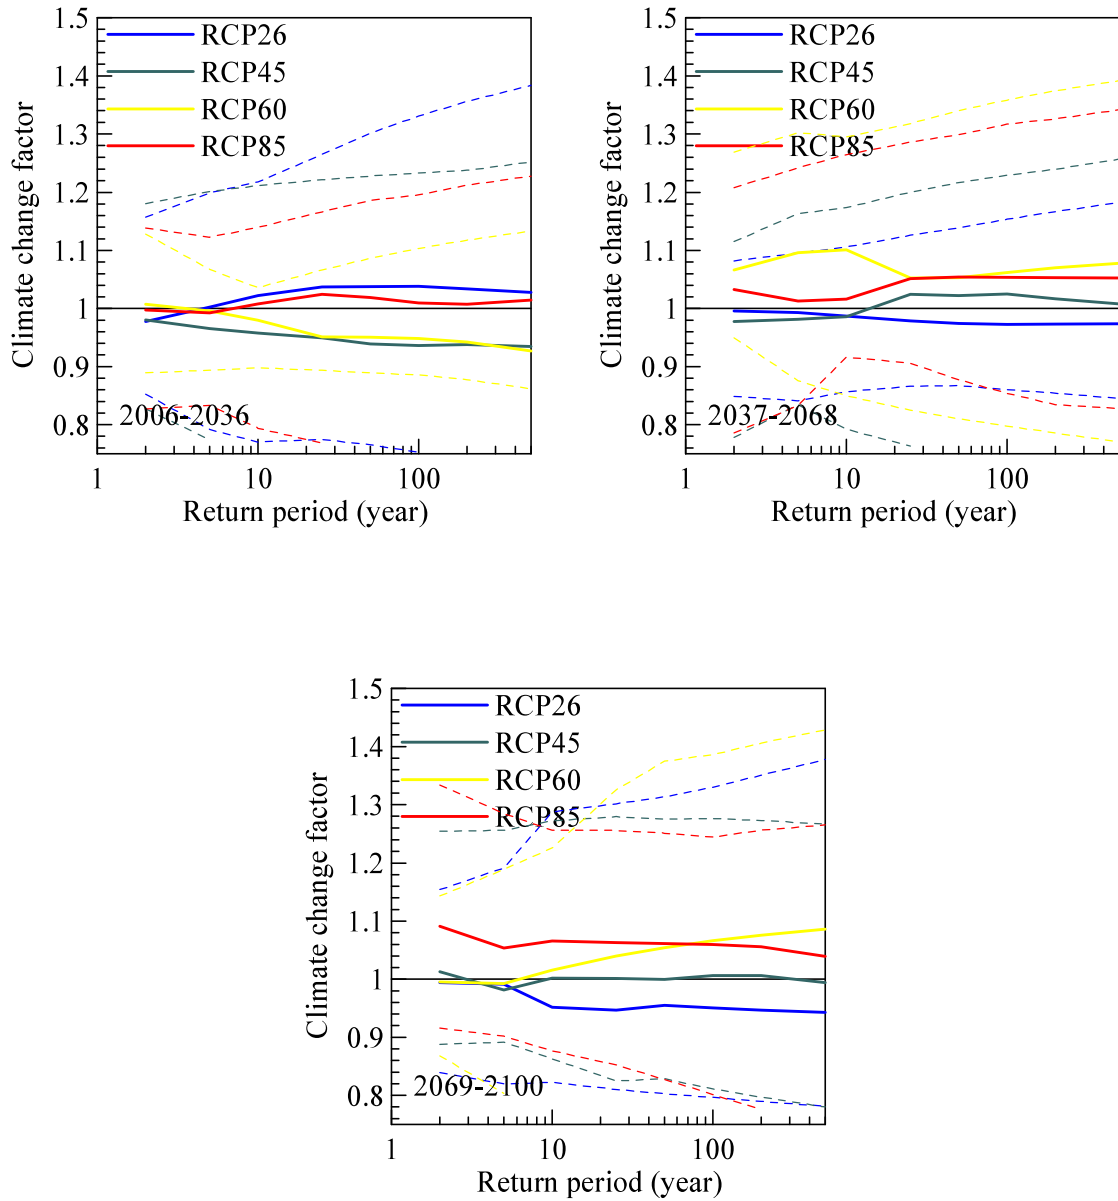 1.5
1.4
1.3
1.2
1.1
1
0.9
0.8
Climate change factor
RCP26
RCP45
RCP60
RCP85
2006-2036
1 10 100
Return period (year)
1.5
1.4
1.3
1.2
1.1
1
0.9
0.8
Climate change factor
RCP26
RCP45
RCP60
RCP85
2037-2068
1 10 100
Return period (year)
1.5
1.4
1.3
1.2
1.1
1
0.9
0.8
Climate change factor
RCP26
RCP45
RCP60
RCP85
2069-2100
1 10 100
Return period (year)